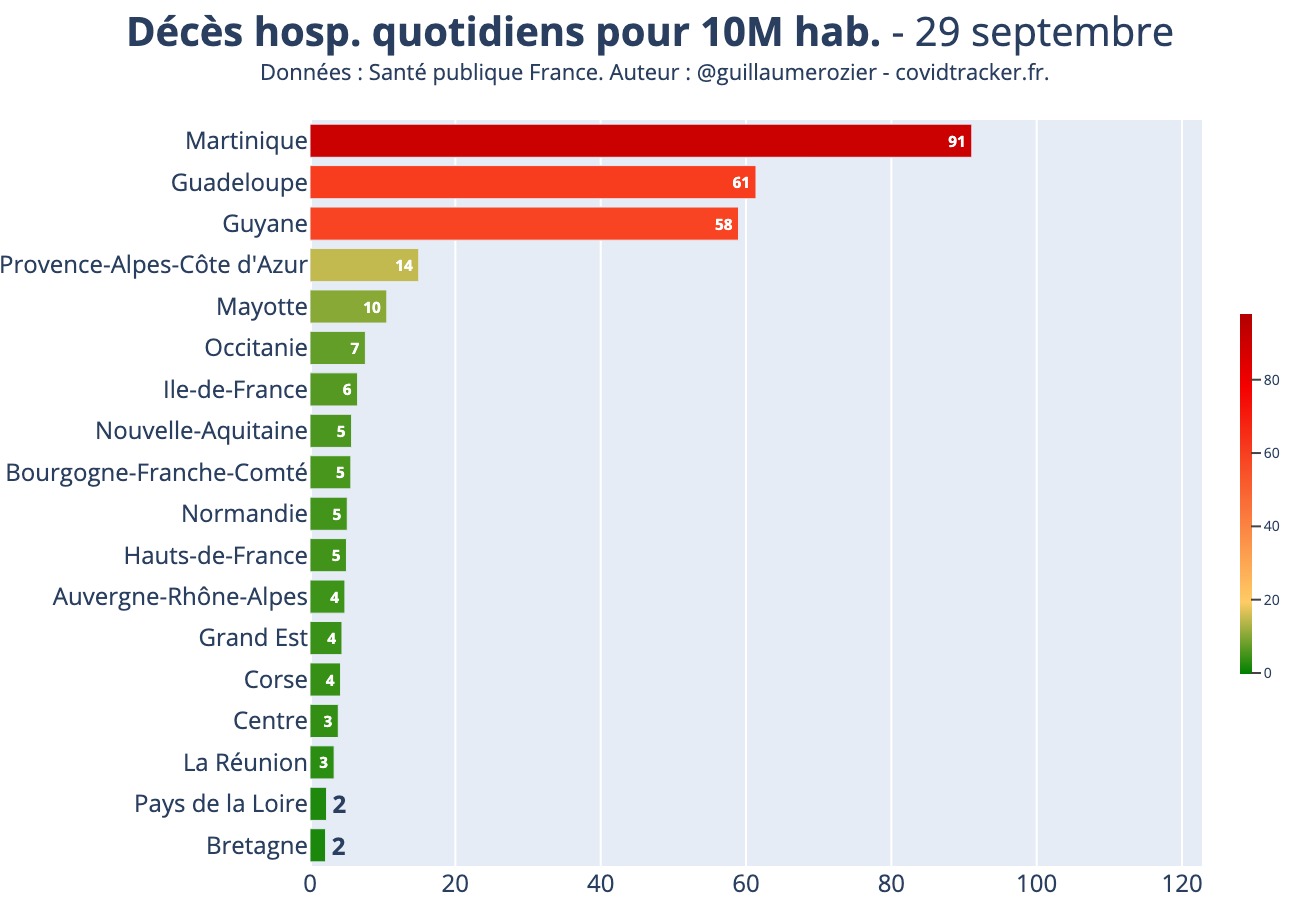 Décès hosp. quotidiens pour 10M hab. - 29 septembre
Données : Santé publique France. Auteur : @guillaumerozier - covidtracker.fr.
Martinique 91
Guadeloupe 61
Guyane 58
Provence-Alpes-Côte d'Azur 14
Mayotte 10
Occitanie 7
Ile-de-France 6
Nouvelle-Aquitaine 5
Bourgogne-Franche-Comté 5
Normandie 5
Hauts-de-France 5
Auvergne-Rhône-Alpes 4
Grand Est 4
Corse 4
Centre 3
La Réunion 3
Pays de la Loire 2
Bretagne 2
0 20 40 60 80 100 120
80
60
40
20
0